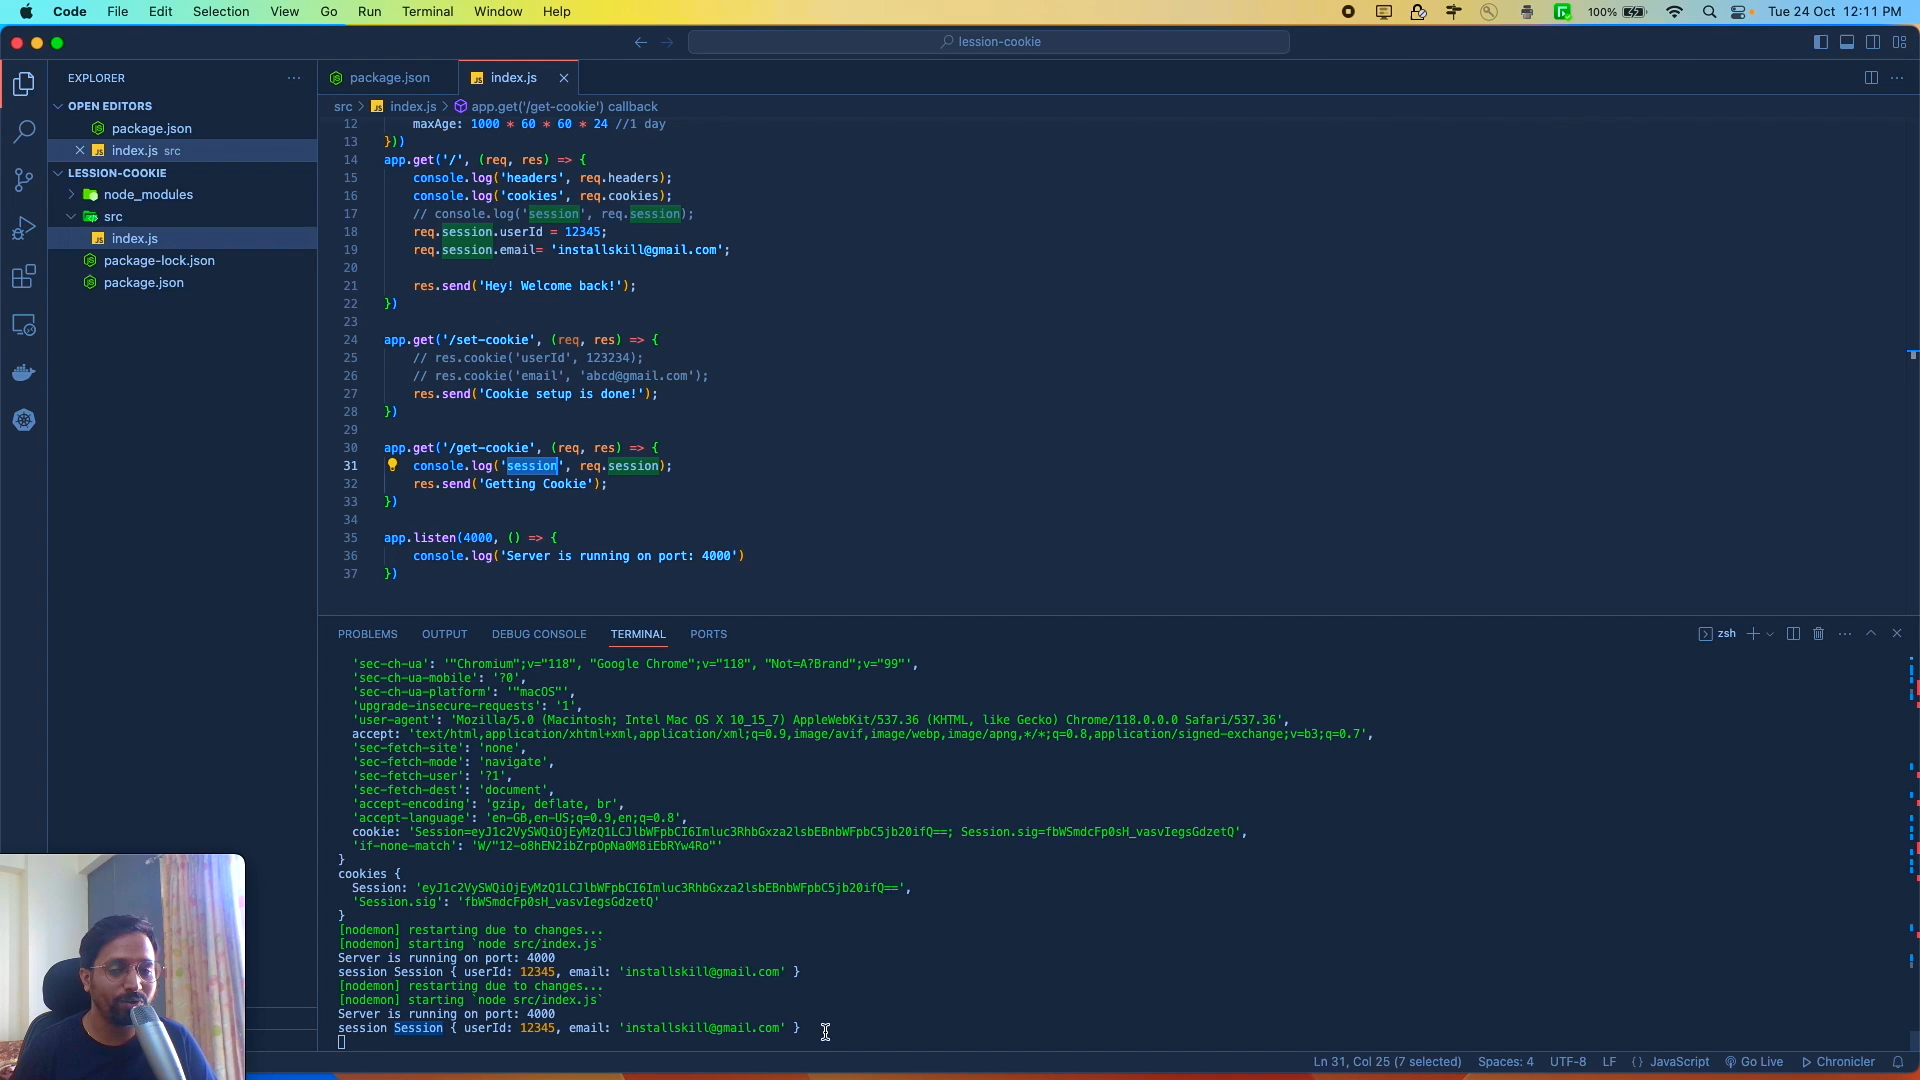 Code File Edit Selection View Go Run Terminal Window Help 100% Tue 24 Oct 12:11 PM
lession-cookie
EXPLORER
OPEN EDITORS
package.json
index.js src
LESSION-COOKIE
node_modules
src
index.js
package-lock.json
package.json
package.json index.js
src > index.js > app.get('/get-cookie') callback
12 maxAge: 1000 * 60 * 60 * 24 //1 day
13 }))
14 app.get('/', (req, res) => {
15 console.log('headers', req.headers);
16 console.log('cookies', req.cookies);
17 // console.log('session', req.session);
18 req.session.userId = 12345;
19 req.session.email= 'installskill@gmail.com';
20
21 res.send('Hey! Welcome back!');
22 })
23
24 app.get('/set-cookie', (req, res) => {
25 // res.cookie('userId', 123234);
26 // res.cookie('email', 'abcd@gmail.com');
27 res.send('Cookie setup is done!');
28 })
29
30 app.get('/get-cookie', (req, res) => {
31 console.log('session', req.session);
32 res.send('Getting Cookie');
33 })
34
35 app.listen(4000, () => {
36 console.log('Server is running on port: 4000')
37 })
PROBLEMS OUTPUT DEBUG CONSOLE TERMINAL PORTS zsh
'sec-ch-ua': '"Chromium";v="118", "Google Chrome";v="118", "Not=A?Brand";v="99"',
'sec-ch-ua-mobile': '?0',
'sec-ch-ua-platform': '"macOS"',
'upgrade-insecure-requests': '1',
'user-agent': 'Mozilla/5.0 (Macintosh; Intel Mac OS X 10_15_7) AppleWebKit/537.36 (KHTML, like Gecko) Chrome/118.0.0.0 Safari/537.36',
accept: 'text/html,application/xhtml+xml,application/xml;q=0.9,image/avif,image/webp,image/apng,*/*;q=0.8,application/signed-exchange;v=b3;q=0.7',
'sec-fetch-site': 'none',
'sec-fetch-mode': 'navigate',
'sec-fetch-user': '?1',
'sec-fetch-dest': 'document',
'accept-encoding': 'gzip, deflate, br',
'accept-language': 'en-GB,en-US;q=0.9,en;q=0.8',
cookie: 'Session=eyJ1c2VySWQiOjEyMzQ1LCJlbWFpbCI6Imluc3RhbGxza2lsbEBnbWFpbC5jb20ifQ==; Session.sig=fbWSmdcFp0sH_vasvIegsGdzetQ',
'if-none-match': 'W/"12-o8hEN2ibZrpOpNa0M8iEbRYw4Ro"'
}
cookies {
Session: 'eyJ1c2VySWQiOjEyMzQ1LCJlbWFpbCI6Imluc3RhbGxza2lsbEBnbWFpbC5jb20ifQ==',
'Session.sig': 'fbWSmdcFp0sH_vasvIegsGdzetQ'
}
[nodemon] restarting due to changes...
[nodemon] starting `node src/index.js`
Server is running on port: 4000
session Session { userId: 12345, email: 'installskill@gmail.com' }
[nodemon] restarting due to changes...
[nodemon] starting `node src/index.js`
Server is running on port: 4000
session Session { userId: 12345, email: 'installskill@gmail.com' }
Ln 31, Col 25 (7 selected) Spaces: 4 UTF-8 LF {} JavaScript Go Live Chronicler